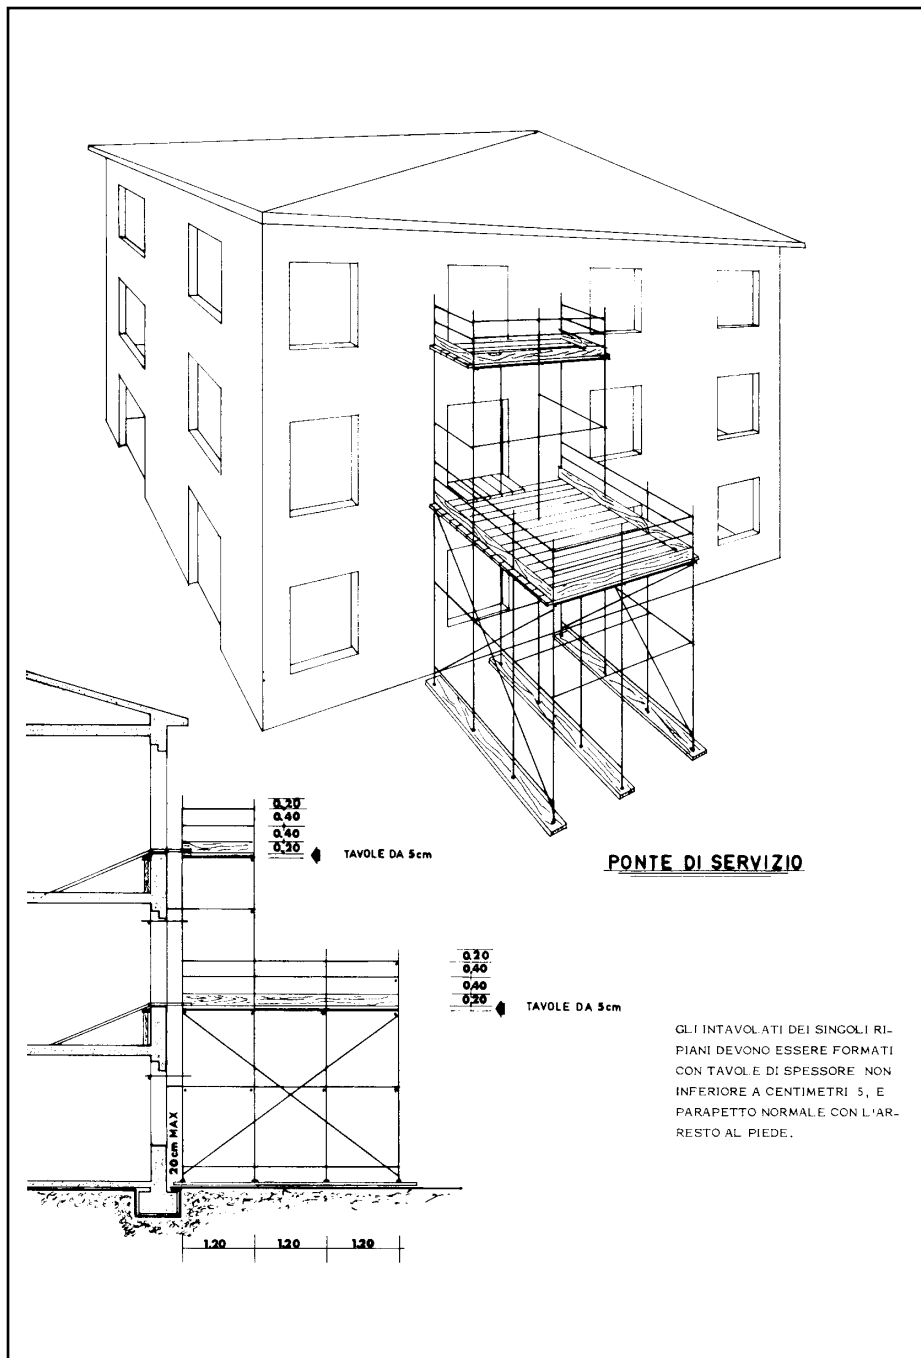 0,20
0,40
0,40
0,20
TAVOLE DA 5cm
PONTE DI SERVIZIO
0,20
0,40
0,40
0,20
TAVOLE DA 5cm
GLI INTAVOLATI DEI SINGOLI RI-
PIANI DEVONO ESSERE FORMATI
CON TAVOLE DI SPESSORE NON
INFERIORE A CENTIMETRI 5, E
PARAPETTO NORMALE CON L'AR-
RESTO AL PIEDE.
20 cm MAX
1.20 1.20 1.20